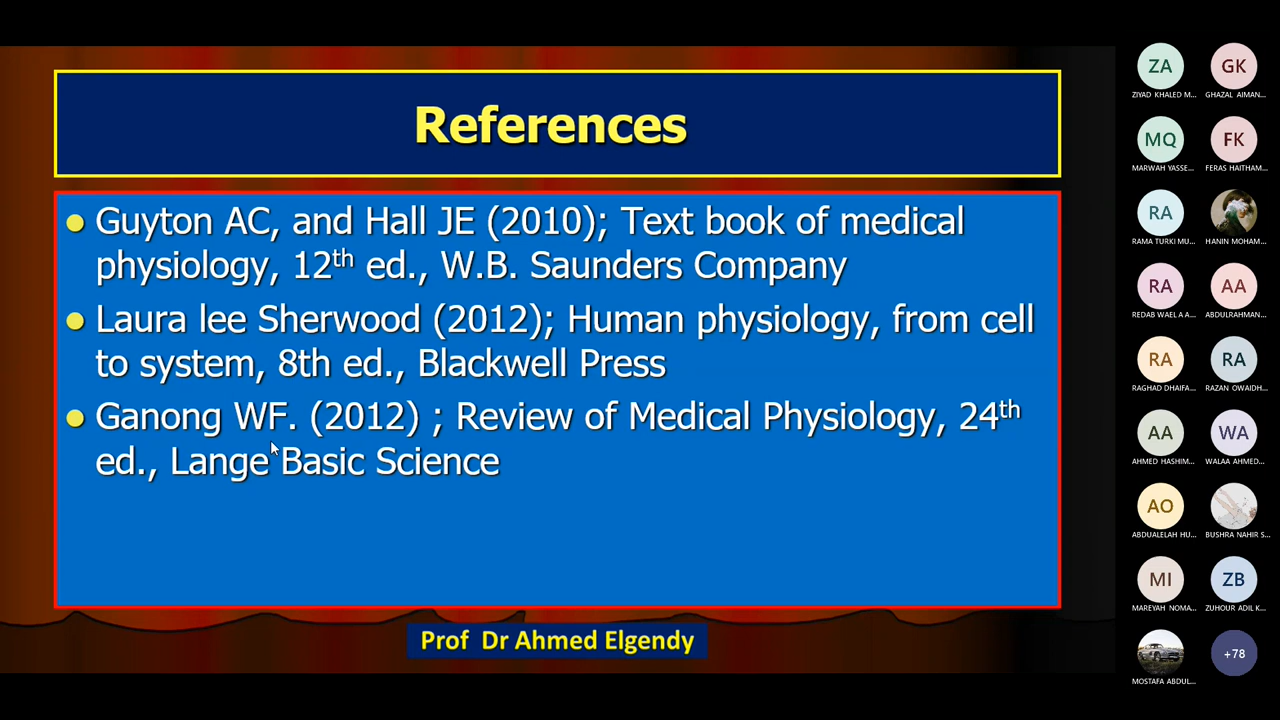 References
Guyton AC, and Hall JE (2010); Text book of medical
physiology, 12th ed., W.B. Saunders Company
Laura lee Sherwood (2012); Human physiology, from cell
to system, 8th ed., Blackwell Press
Ganong WF. (2012) ; Review of Medical Physiology, 24th
ed., Lange Basic Science
Prof Dr Ahmed Elgendy
ZA GK
ZIYAD KHALED M... GHAZAL AIMAN...
MQ FK
MARWAH YASSE... FERAS HAITHAM...
RA
RAMA TURKI MU... HANIN MOHAM...
RA AA
REDAB WAEL A A... ABDULRAHMAN...
RA RA
RAGHAD DHAIFA... RAZAN OWAIDH...
AA WA
AHMED HASHIM... WALAA AHMED...
AO
ABDUALELAH HU... BUSHRA NAHIR S...
MI ZB
MAREYAH NOMA... ZUHOUR ADIL K...
+78
MOSTAFA ABDUL...